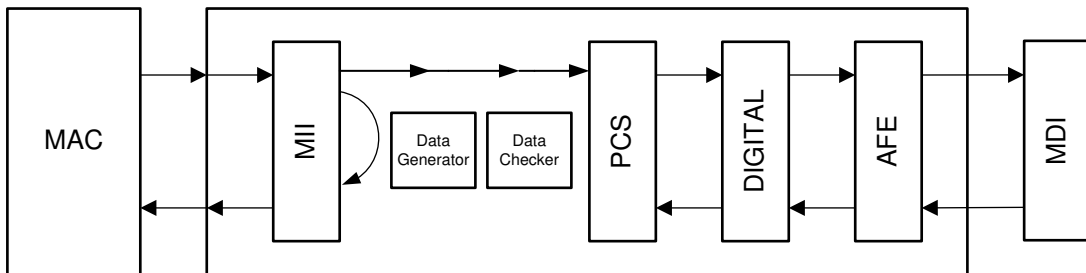 MAC
MII
Data
Generator
Data
Checker
PCS
DIGITAL
AFE
MDI